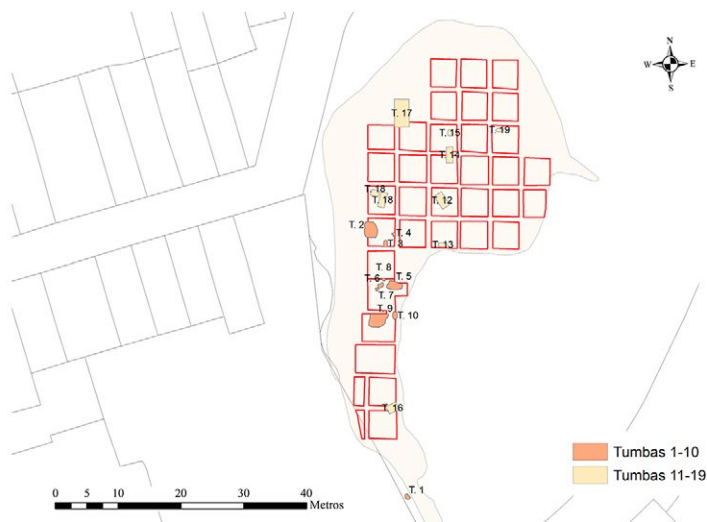 N
W E
S
T. 17
T. 15
T. 19
T. 14
T. 18
T. 18
T. 12
T. 2
T. 4
T. 3
T. 13
T. 8
T. 6
T. 5
T. 7
T. 9
T. 10
T. 16
T. 1
Tumbas 1-10
Tumbas 11-19
0 5 10 20 30 40
Metros